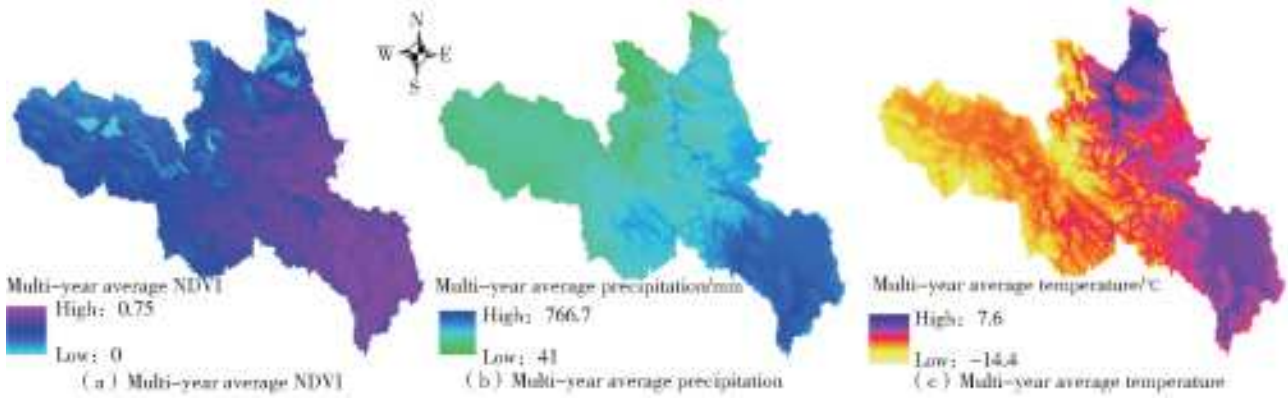 N
W E
S
Multi-year average NDVI
High: 0.75
Low: 0
(a) Multi-year average NDVI
Multi-year average precipitation/mm
High: 766.7
Low: 41
(b) Multi-year average precipitation
Multi-year average temperature/℃
High: 7.6
Low: -14.4
(c) Multi-year average temperature